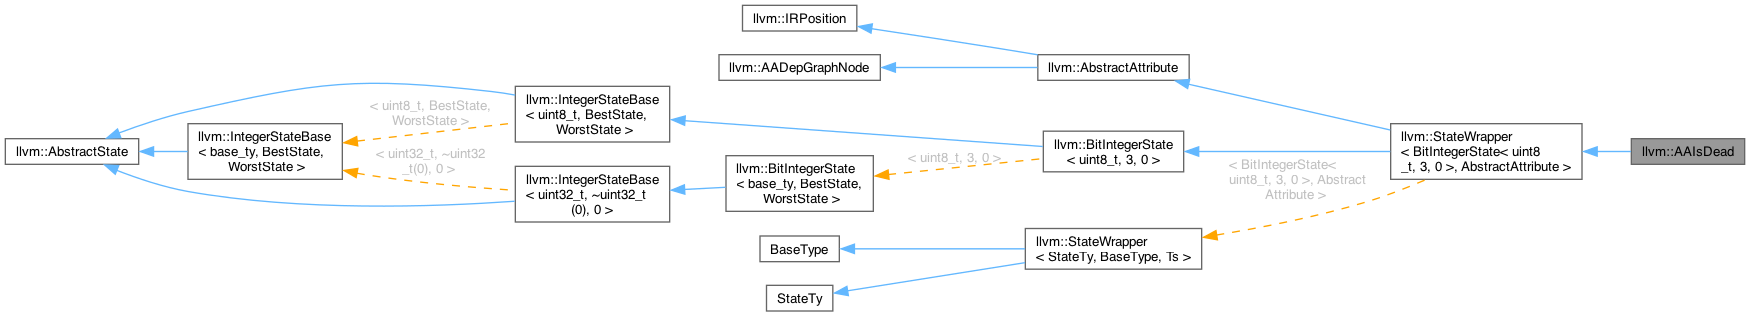 llvm::IRPosition
llvm::AADepGraphNode
llvm::AbstractAttribute
llvm::AbstractState
llvm::IntegerStateBase
< base_ty, BestState,
WorstState >
< uint8_t, BestState,
WorstState >
< uint32_t, ~uint32
_t(0), 0 >
llvm::IntegerStateBase
< uint8_t, BestState,
WorstState >
llvm::IntegerStateBase
< uint32_t, ~uint32_t
(0), 0 >
llvm::BitIntegerState
< base_ty, BestState,
WorstState >
< uint8_t, 3, 0 >
llvm::BitIntegerState
< uint8_t, 3, 0 >
< BitIntegerState<
uint8_t, 3, 0 >, Abstract
Attribute >
llvm::StateWrapper
< BitIntegerState< uint8
_t, 3, 0 >, AbstractAttribute >
llvm::AAIsDead
BaseType
StateTy
llvm::StateWrapper
< StateTy, BaseType, Ts >